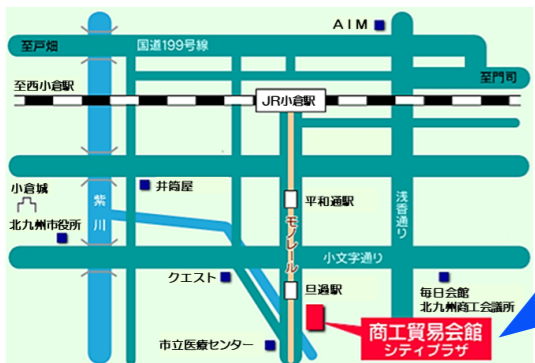 AIM
至戸畑
国道199号線
至門司
至西小倉駅
JR小倉駅
小倉城
井筒屋
平和通駅
浅香通り
紫川
北九州市役所
モノレール
小文字通り
クエスト
旦過駅
毎日会館
北九州商工会議所
商工貿易会館
シティプラザ
市立医療センター